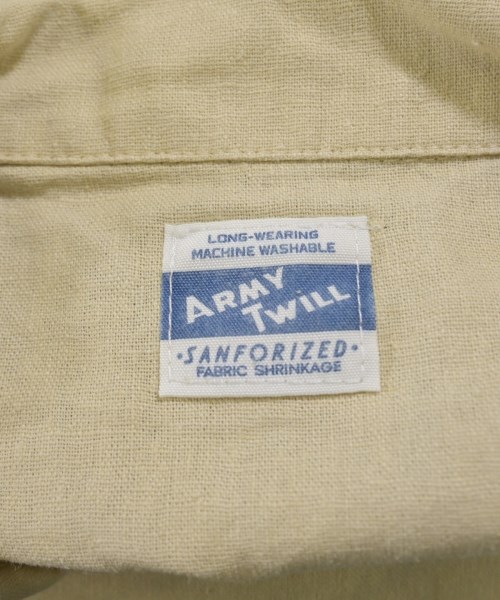 LONG-WEARING
MACHINE WASHABLE
ARMY
TWILL
·SANFORIZED·
FABRIC SHRINKAGE